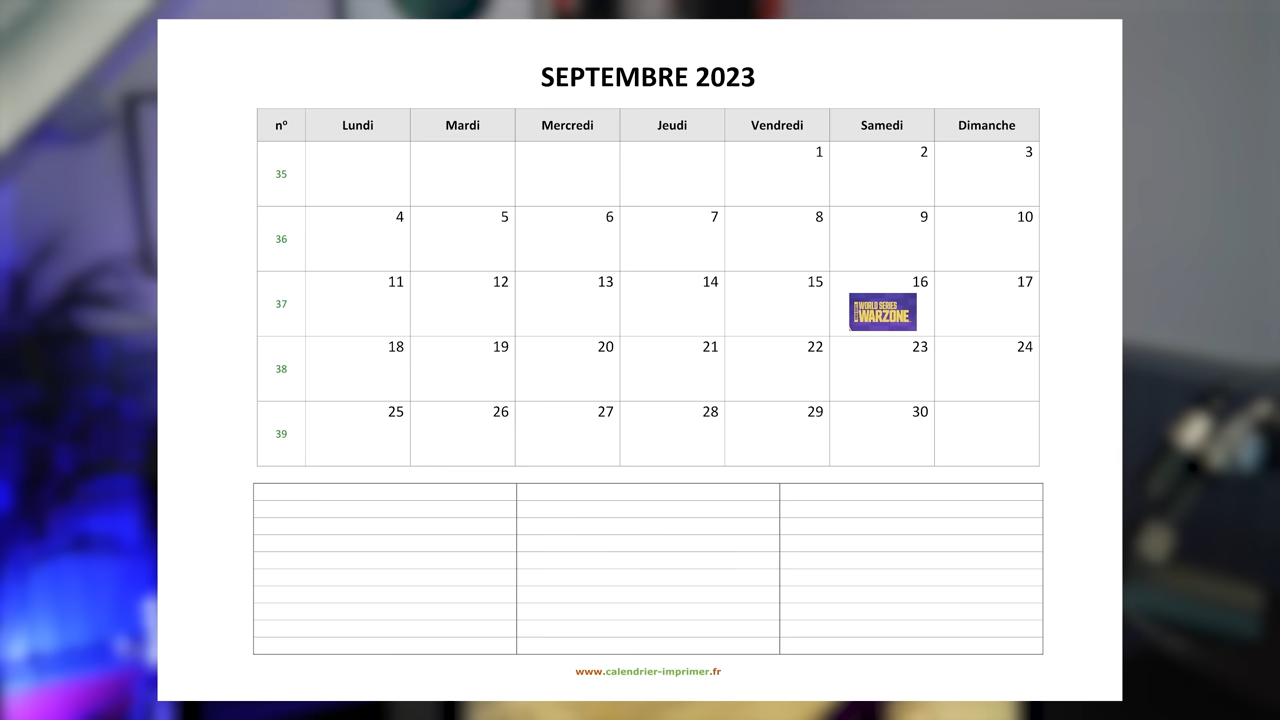 SEPTEMBRE 2023
nº Lundi Mardi Mercredi Jeudi Vendredi Samedi Dimanche
35 1 2 3
36 4 5 6 7 8 9 10
37 11 12 13 14 15 16 17
WORLD SERIES
WARZONE
38 18 19 20 21 22 23 24
39 25 26 27 28 29 30
www.calendrier-imprimer.fr